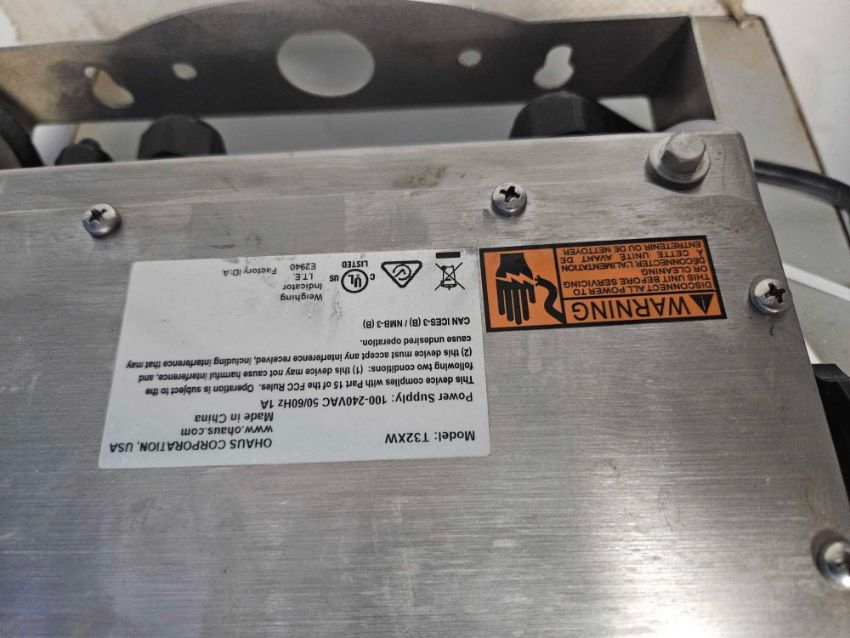 Model: T32XW
OHAUS CORPORATION, USA
www.ohaus.com
Made in China
Power Supply: 100-240VAC 50/60Hz 1A
This device complies with Part 15 of the FCC Rules. Operation is subject to the
following two conditions: (1) this device may not cause harmful interference, and
(2) this device must accept any interference received, including interference that may
cause undesired operation.
CAN ICES-3 (B) / NMB-3 (B)
C UL US
LISTED
Weighing
Indicator
I.T.E.
E2940
Factory ID:A
WARNING
DISCONNECT ALL POWER TO
THIS UNIT BEFORE SERVICING
OR CLEANING
DECONNECTER L'ALIMENTATION
A CETTE UNITÉ AVANT DE
ENTRETENIR OU DE NETTOYER